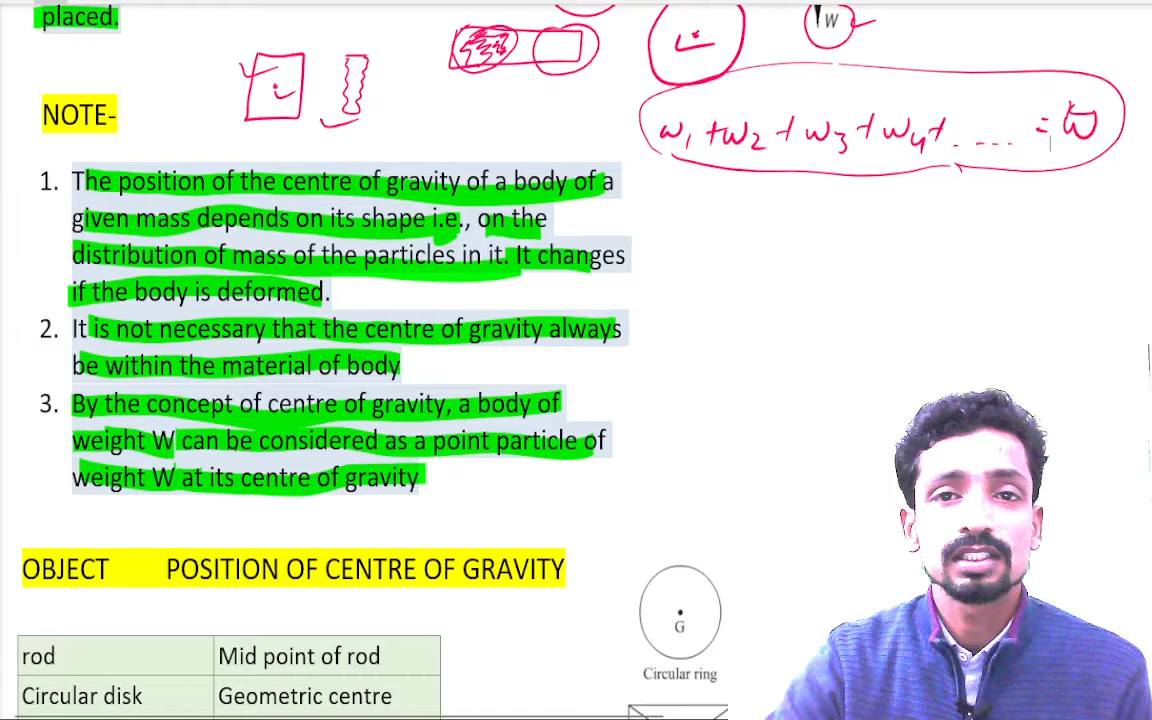 placed.
W
w1 + w2 + w3 + w4 + ..... = W
NOTE-
1. The position of the centre of gravity of a body of a
given mass depends on its shape i.e., on the
distribution of mass of the particles in it. It changes
if the body is deformed.
2. It is not necessary that the centre of gravity always
be within the material of body
3. By the concept of centre of gravity, a body of
weight W can be considered as a point particle of
weight W at its centre of gravity
OBJECT POSITION OF CENTRE OF GRAVITY
rod Mid point of rod
Circular disk Geometric centre
G
Circular ring